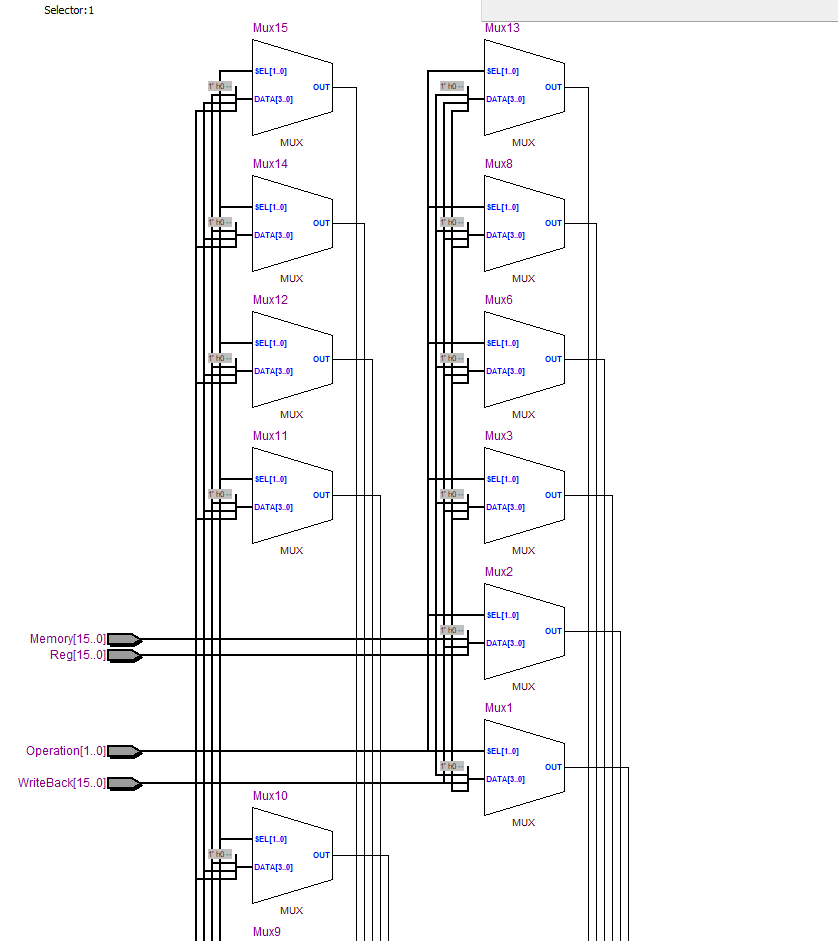 Selector:1
Mux15
SEL[1..0]
1' h0 --
DATA[3..0]
OUT
MUX
Mux14
SEL[1..0]
1' h0 --
DATA[3..0]
OUT
MUX
Mux12
SEL[1..0]
1' h0 --
DATA[3..0]
OUT
MUX
Mux11
SEL[1..0]
1' h0 --
DATA[3..0]
OUT
MUX
Memory[15..0]
Reg[15..0]
Operation[1..0]
WriteBack[15..0]
Mux10
SEL[1..0]
1' h0 --
DATA[3..0]
OUT
MUX
Mux9
Mux13
SEL[1..0]
1' h0 --
DATA[3..0]
OUT
MUX
Mux8
SEL[1..0]
1' h0 --
DATA[3..0]
OUT
MUX
Mux6
SEL[1..0]
1' h0 --
DATA[3..0]
OUT
MUX
Mux3
SEL[1..0]
1' h0 --
DATA[3..0]
OUT
MUX
Mux2
SEL[1..0]
1' h0 --
DATA[3..0]
OUT
MUX
Mux1
SEL[1..0]
1' h0 --
DATA[3..0]
OUT
MUX